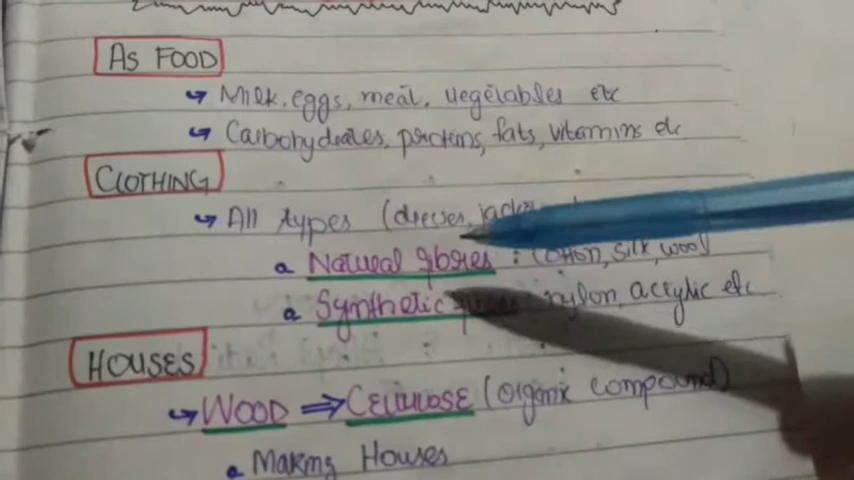 As FOOD
Milk, eggs, meat, vegetables etc
Carbohydrates, proteins, fats, vitamins etc
CLOTHING
All types (dresses,
Natural fibres : (cotton, silk, wool)
Synthetic nylon, acrylic etc
HOUSES
WOOD ⇒ CELLULOSE (organic compound)
Making Houses